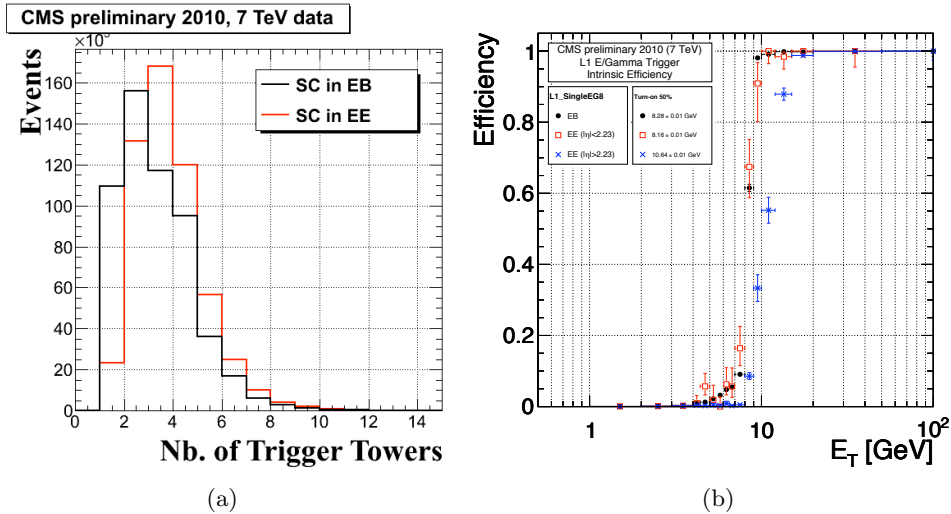 CMS preliminary 2010, 7 TeV data
×10³
Events
160
140
120
100
80
60
40
20
0
SC in EB
SC in EE
0 2 4 6 8 10 12 14
Nb. of Trigger Towers
(a)
Efficiency
1
0.8
0.6
0.4
0.2
0
CMS preliminary 2010 (7 TeV)
L1 E/Gamma Trigger
Intrinsic Efficiency
L1_SingleEG8 Turn-on 50%
EB 8.28 ± 0.01 GeV
EE (|η|<2.23) 8.16 ± 0.01 GeV
EE (|η|>2.23) 10.64 ± 0.01 GeV
1 10 10²
E_T [GeV]
(b)